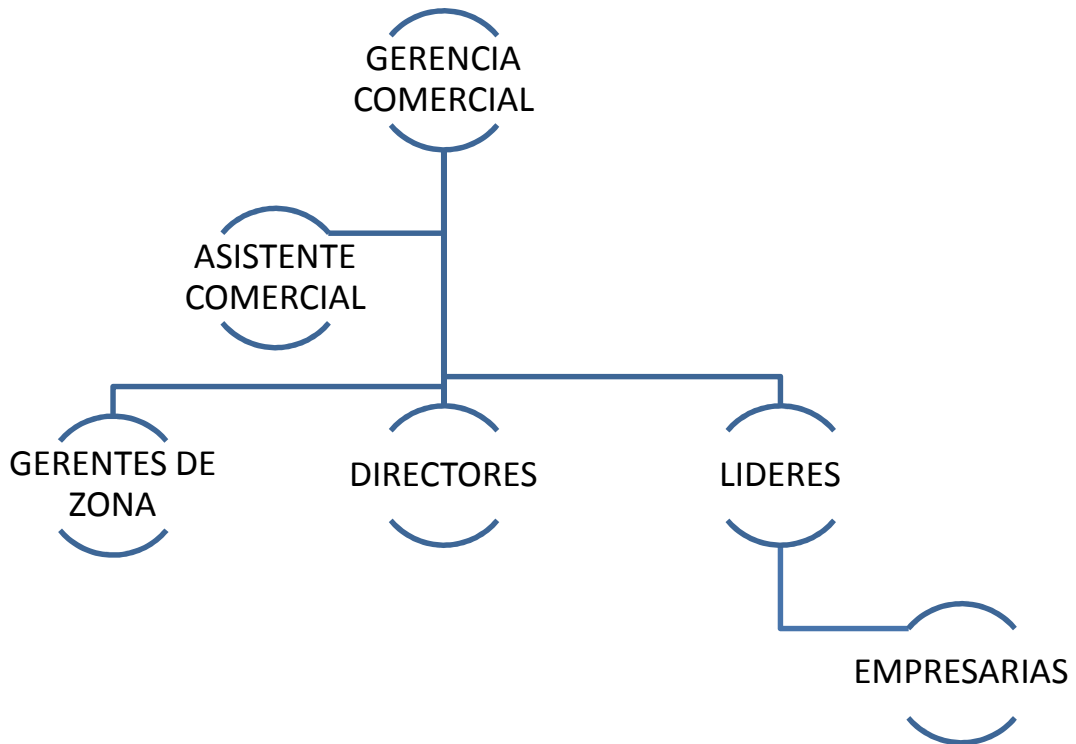 GERENCIA
COMERCIAL
ASISTENTE
COMERCIAL
GERENTES DE
ZONA
DIRECTORES
LIDERES
EMPRESARIAS